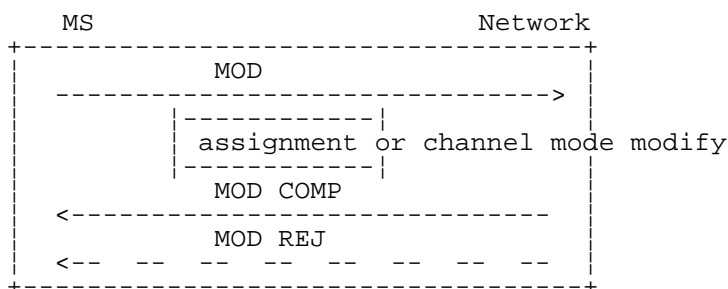 MS Network
MOD
assignment or channel mode modify
MOD COMP
MOD REJ